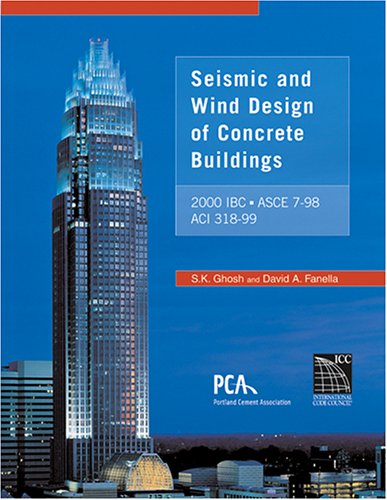 Seismic and
Wind Design
of Concrete
Buildings
2000 IBC ▪ ASCE 7-98
ACI 318-99
S.K. Ghosh and David A. Fanella
PCA
Portland Cement Association
ICC
INTERNATIONAL
CODE COUNCIL